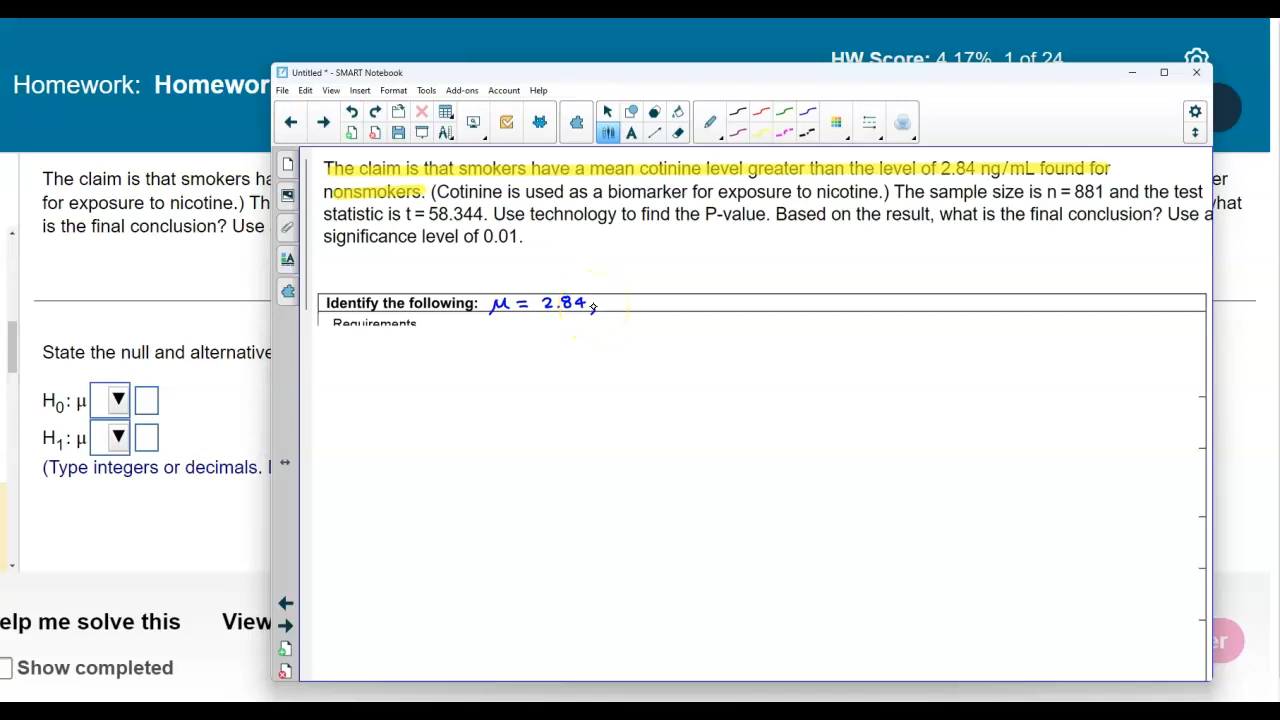 HW Score: 4.17%, 1 of 24
Homework: Homewor
Untitled * - SMART Notebook
File Edit View Insert Format Tools Add-ons Account Help
The claim is that smokers ha
for exposure to nicotine.) Th
is the final conclusion? Use
er
hat
The claim is that smokers have a mean cotinine level greater than the level of 2.84 ng/mL found for
nonsmokers. (Cotinine is used as a biomarker for exposure to nicotine.) The sample size is n = 881 and the test
statistic is t = 58.344. Use technology to find the P-value. Based on the result, what is the final conclusion? Use a
significance level of 0.01.
Identify the following: μ = 2.84,
Requirements
State the null and alternative
H0: μ
H1: μ
(Type integers or decimals.
elp me solve this View
Show completed
er